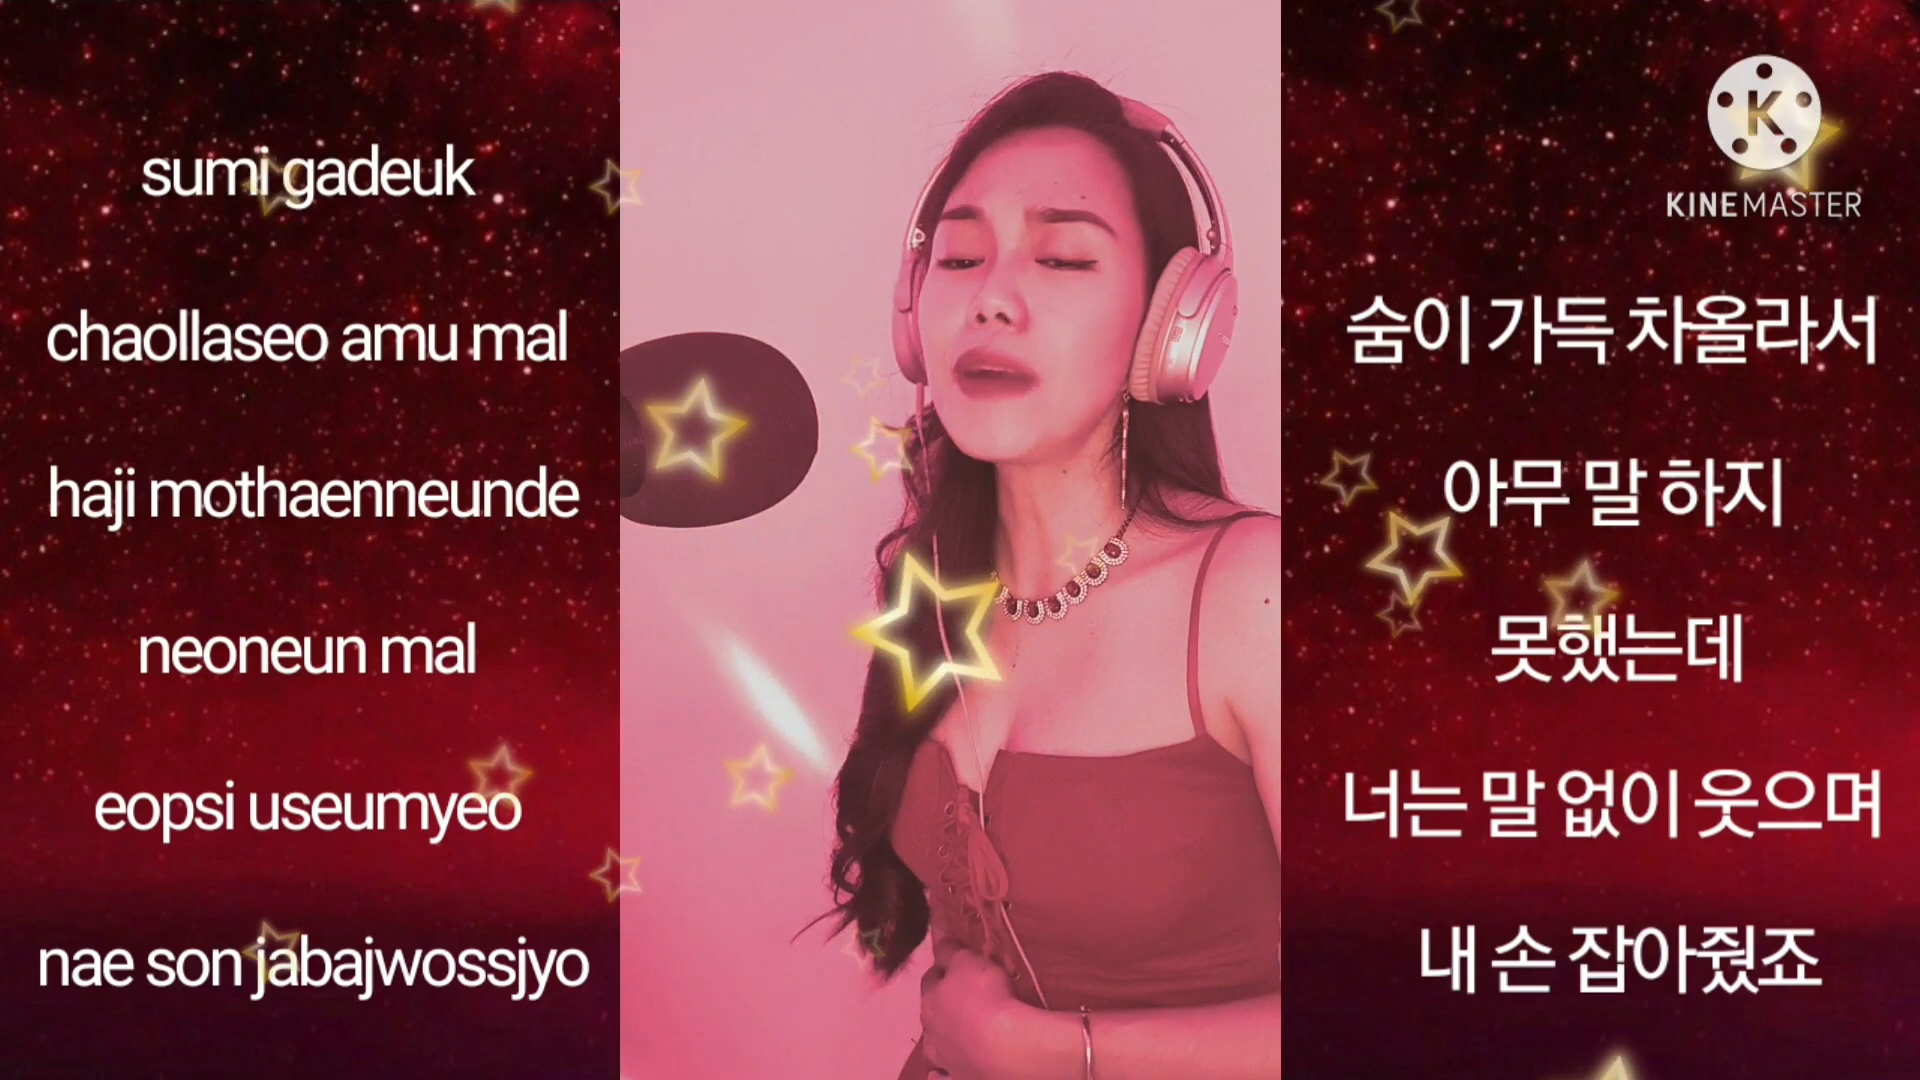 sumi gadeuk
chaollaseo amu mal
haji mothaenneunde
neoneun mal
eopsi useumyeo
nae son jabajwossjyo
K
KINEMASTER
숨이 가득 차올라서
아무 말 하지
못했는데
너는 말 없이 웃으며
내 손 잡아줬죠